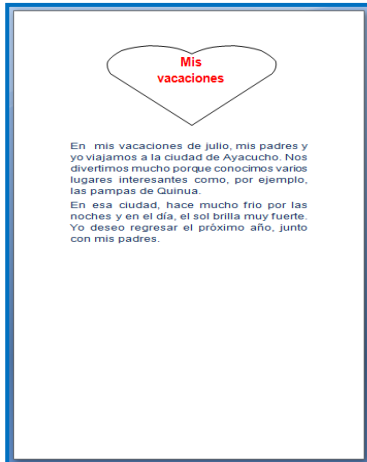 Mis
vacaciones
En mis vacaciones de julio, mis padres y
yo viajamos a la ciudad de Ayacucho. Nos
divertimos mucho porque conocimos varios
lugares interesantes como, por ejemplo,
las pampas de Quinua.
En esa ciudad, hace mucho frio por las
noches y en el día, el sol brilla muy fuerte.
Yo deseo regresar el próximo año, junto
con mis padres.